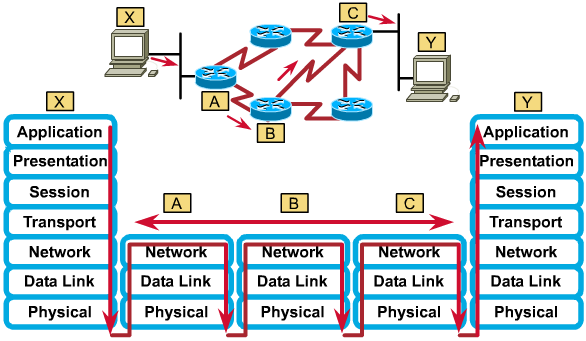 X
C
Y
A
B
X
Y
Application
Application
Presentation
Presentation
Session
Session
A
B
C
Transport
Transport
Network
Network
Network
Network
Network
Data Link
Data Link
Data Link
Data Link
Data Link
Physical
Physical
Physical
Physical
Physical